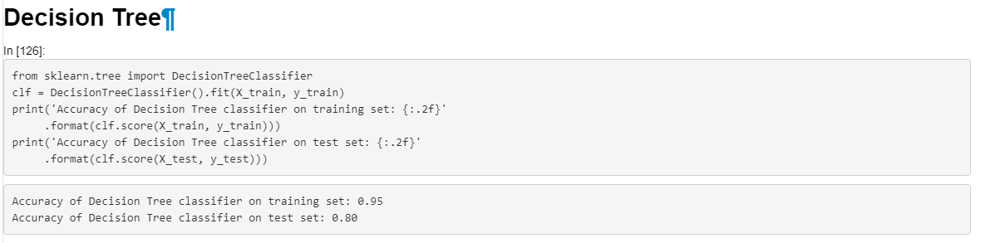 Decision Tree¶
In [126]:
from sklearn.tree import DecisionTreeClassifier
clf = DecisionTreeClassifier().fit(X_train, y_train)
print('Accuracy of Decision Tree classifier on training set: {:.2f}'
     .format(clf.score(X_train, y_train)))
print('Accuracy of Decision Tree classifier on test set: {:.2f}'
     .format(clf.score(X_test, y_test)))
Accuracy of Decision Tree classifier on training set: 0.95
Accuracy of Decision Tree classifier on test set: 0.80